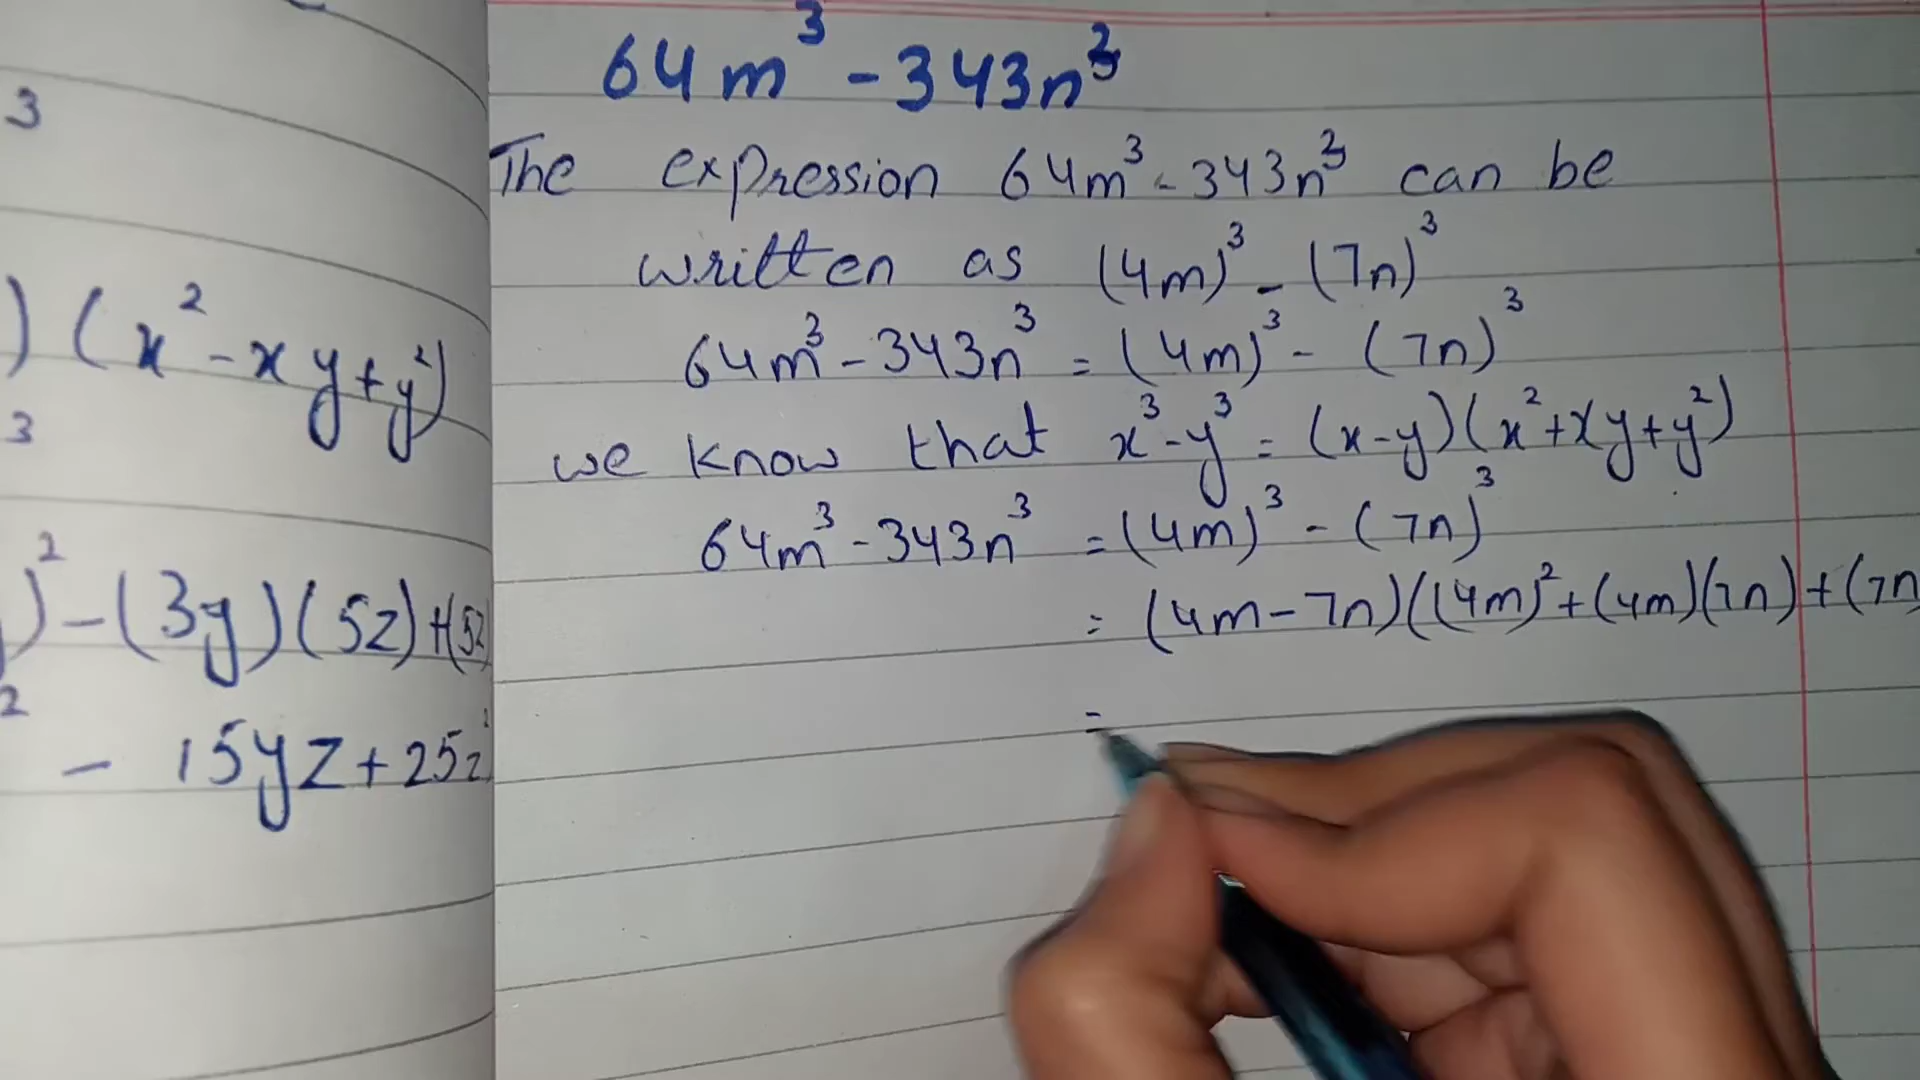 3
) (x² - xy + y²)
3
)² - (3y)(5z) + (5z
2
- 15yz + 25z²
64m³ - 343n³
The expression 64m³ - 343n³ can be
written as (4m)³ - (7n)³
64m³ - 343n³ = (4m)³ - (7n)³
we know that x³ - y³ = (x - y)(x² + xy + y²)
64m³ - 343n³ = (4m)³ - (7n)³
= (4m - 7n)((4m)² + (4m)(7n) + (7n
=